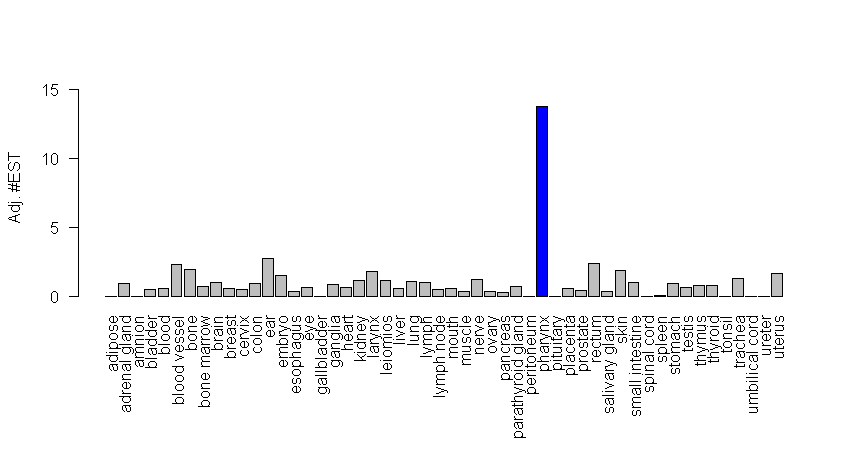 15
10
5
0
Adj. #EST
adipose
adrenal gland
amnion
bladder
blood
blood vessel
bone
bone marrow
brain
breast
cervix
colon
ear
embryo
esophagus
eye
gallbladder
ganglia
heart
kidney
larynx
leiomios
liver
lung
lymph
lymph node
mouth
muscle
nerve
ovary
pancreas
parathyroid gland
peritoneum
pharynx
pituitary
placenta
prostate
rectum
salivary gland
skin
small intestine
spinal cord
spleen
stomach
testis
thymus
thyroid
tonsil
trachea
umbilical cord
ureter
uterus